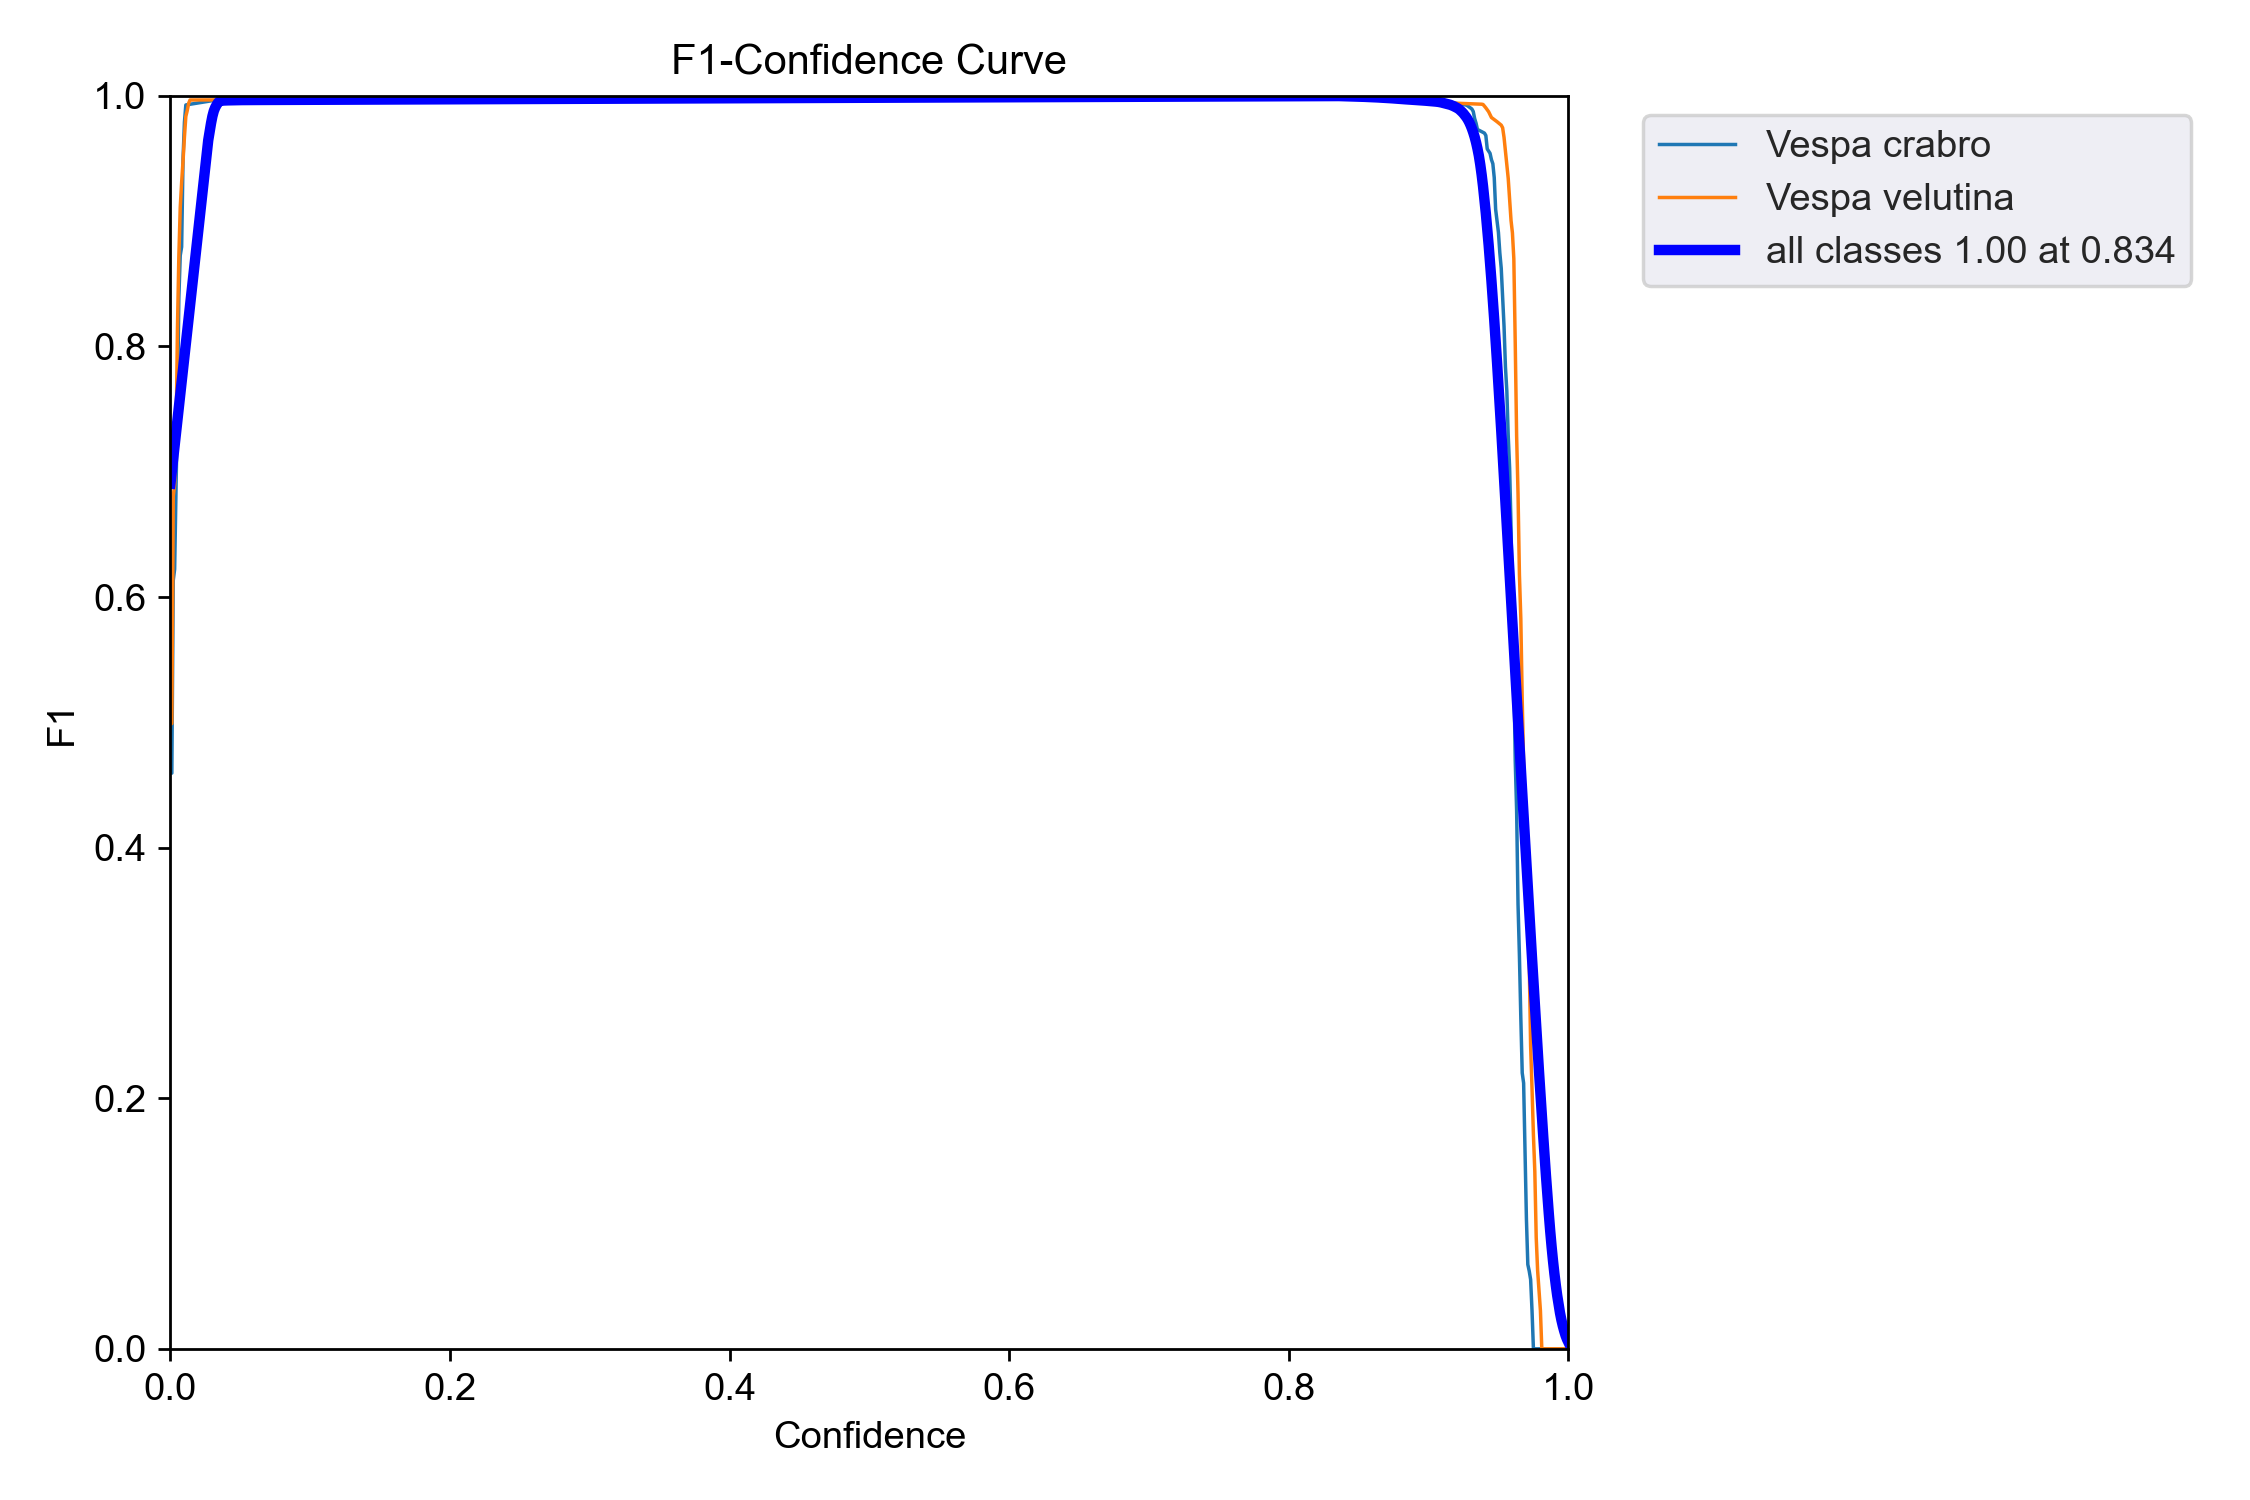 F1-Confidence Curve
1.0
0.8
0.6
0.4
0.2
0.0
F1
0.0 0.2 0.4 0.6 0.8 1.0
Confidence
Vespa crabro
Vespa velutina
all classes 1.00 at 0.834